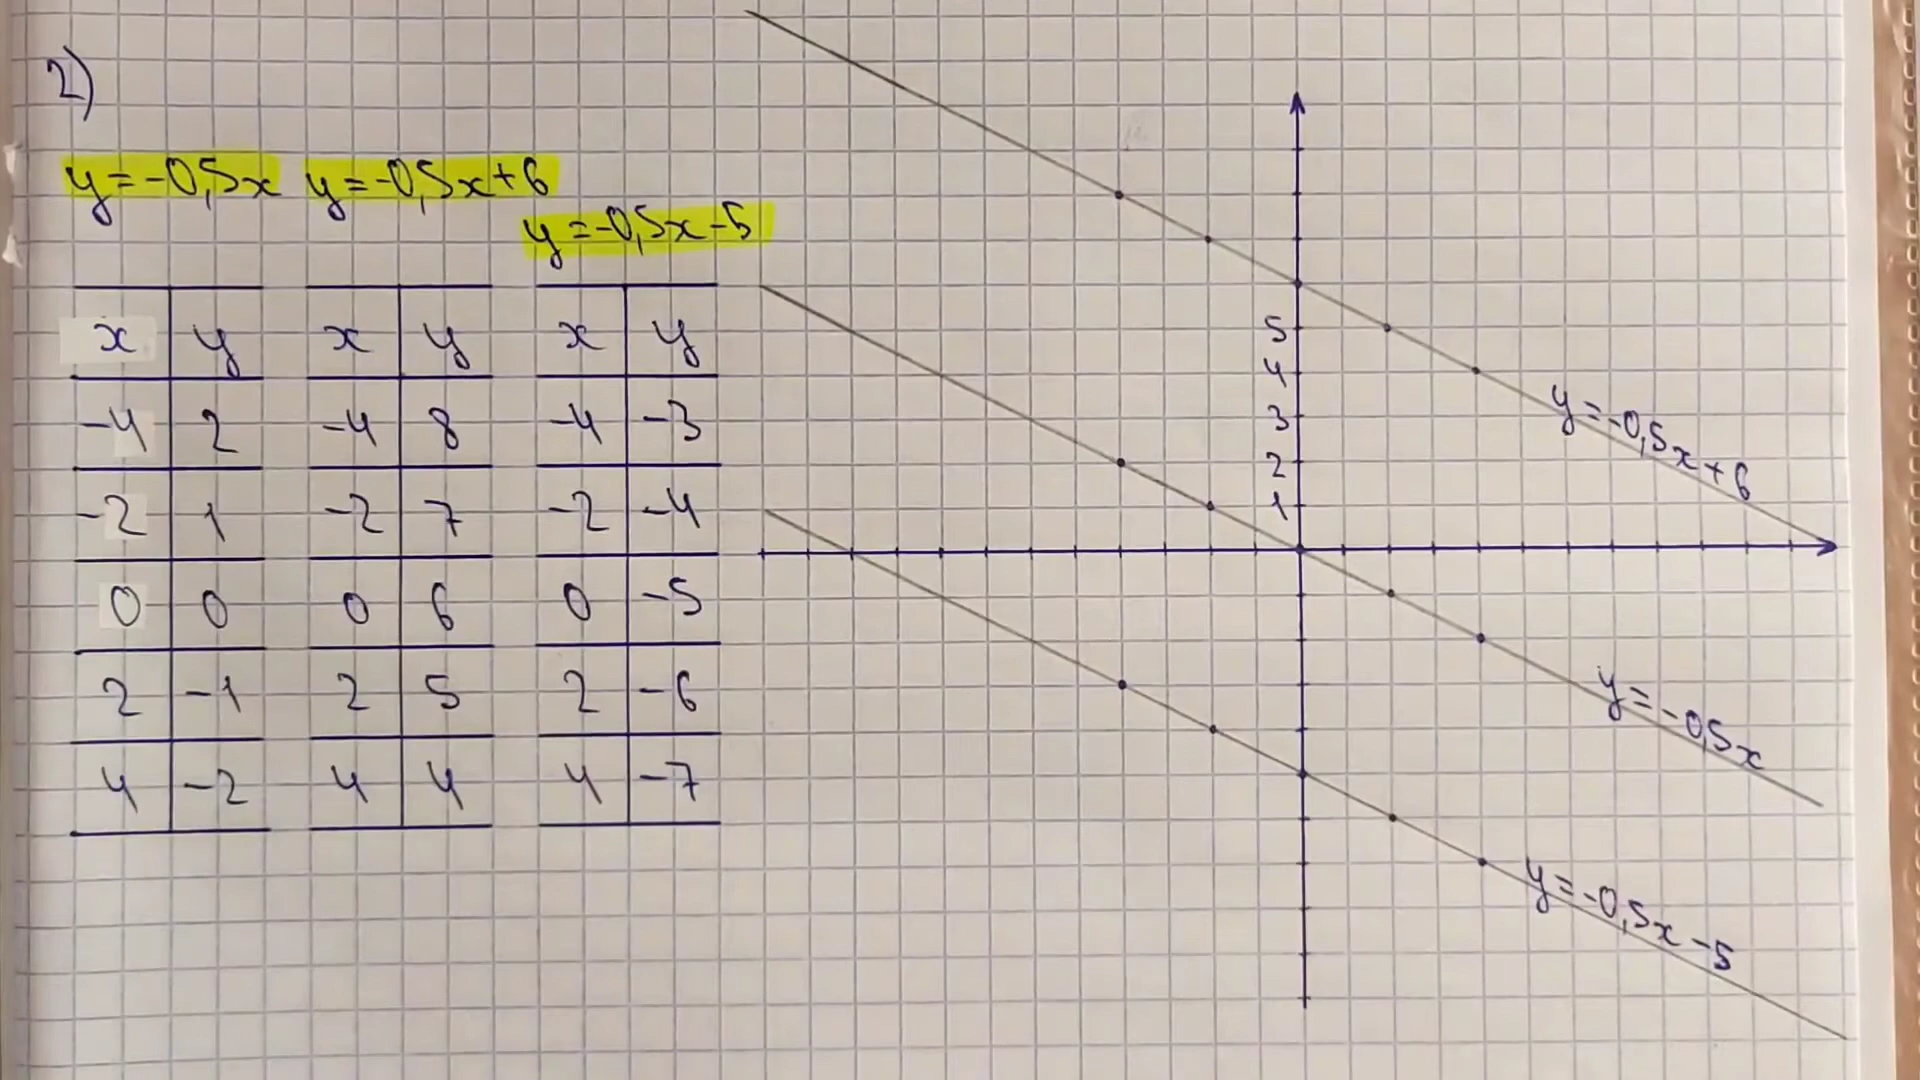 2)
y=-0,5x y=-0,5x+6
y=-0,5x-5
x y x y x y
-4 2 -4 8 -4 -3
-2 1 -2 7 -2 -4
0 0 0 6 0 -5
2 -1 2 5 2 -6
4 -2 4 4 4 -7
5
4
3
2
1
y=-0,5x+6
y=-0,5x
y=-0,5x-5